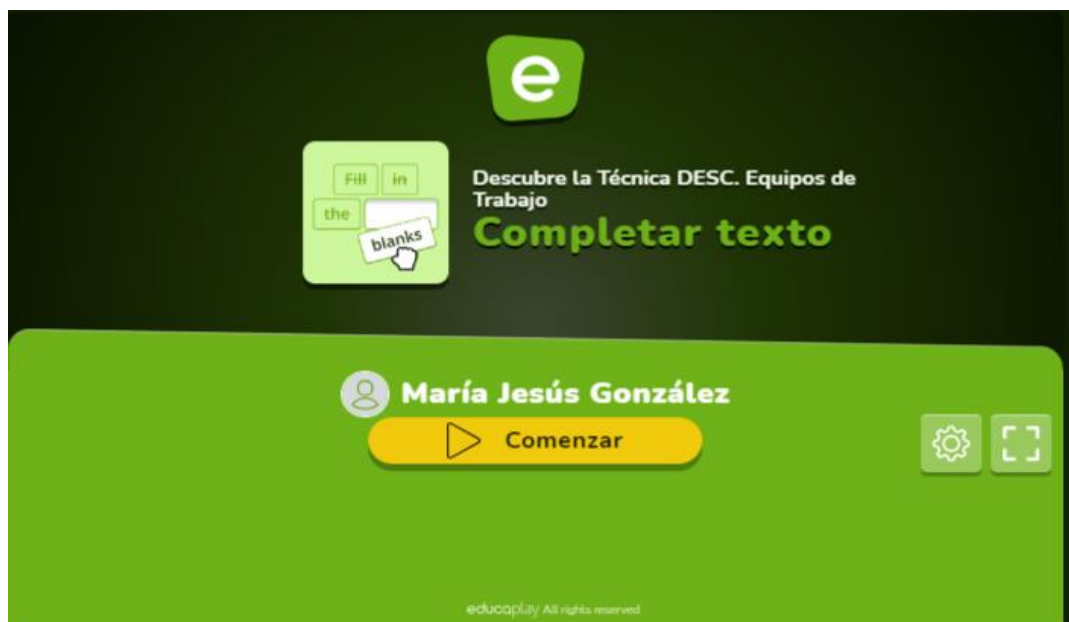 e
Fill in
the
blanks
Descubre la Técnica DESC. Equipos de
Trabajo
Completar texto
María Jesús González
Comenzar
educaplay All rights reserved